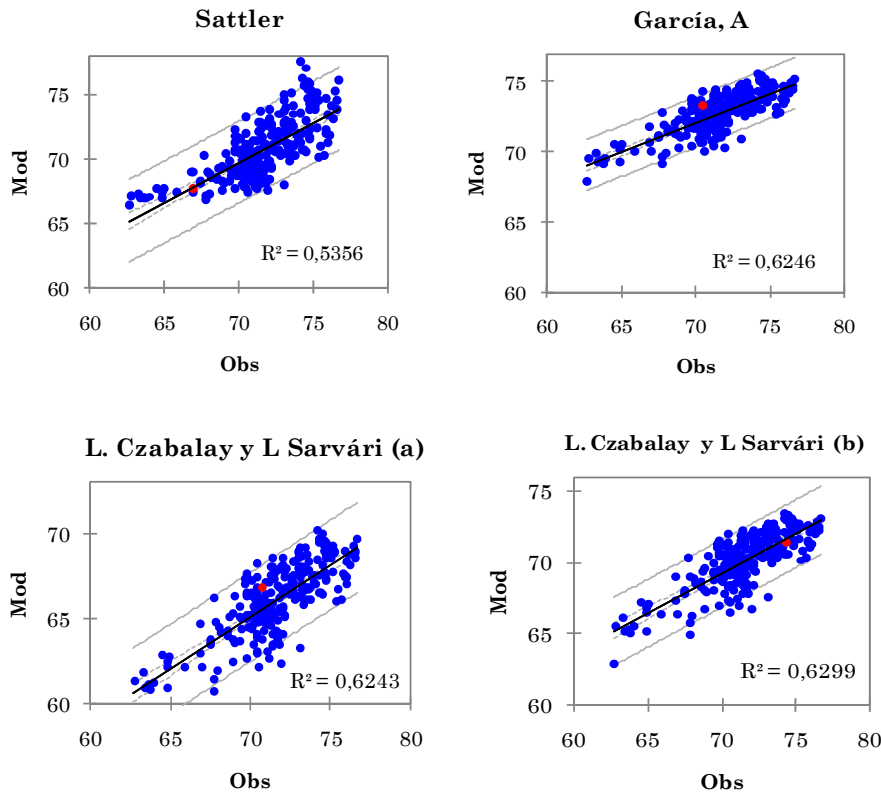 Sattler
75
70
65
60
Mod
60 65 70 75 80
Obs
R² = 0,5356
García, A
75
70
65
60
Mod
60 65 70 75 80
Obs
R² = 0,6246
L. Czabalay y L Sarvári (a)
70
65
60
Mod
60 65 70 75 80
Obs
R² = 0,6243
L. Czabalay y L Sarvári (b)
75
70
65
60
Mod
60 65 70 75 80
Obs
R² = 0,6299